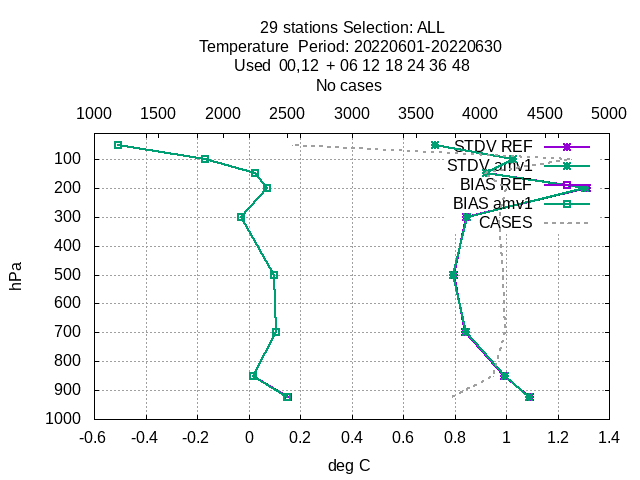 29 stations Selection: ALL
Temperature  Period: 20220601-20220630
Used  00,12  + 06 12 18 24 36 48
No cases
1000 1500 2000 2500 3000 3500 4000 4500 5000
STDV REF
STDV amv1
BIAS REF
BIAS amv1
CASES
100
200
300
400
500
600
700
800
900
1000
hPa
-0.6 -0.4 -0.2 0 0.2 0.4 0.6 0.8 1 1.2 1.4
deg C